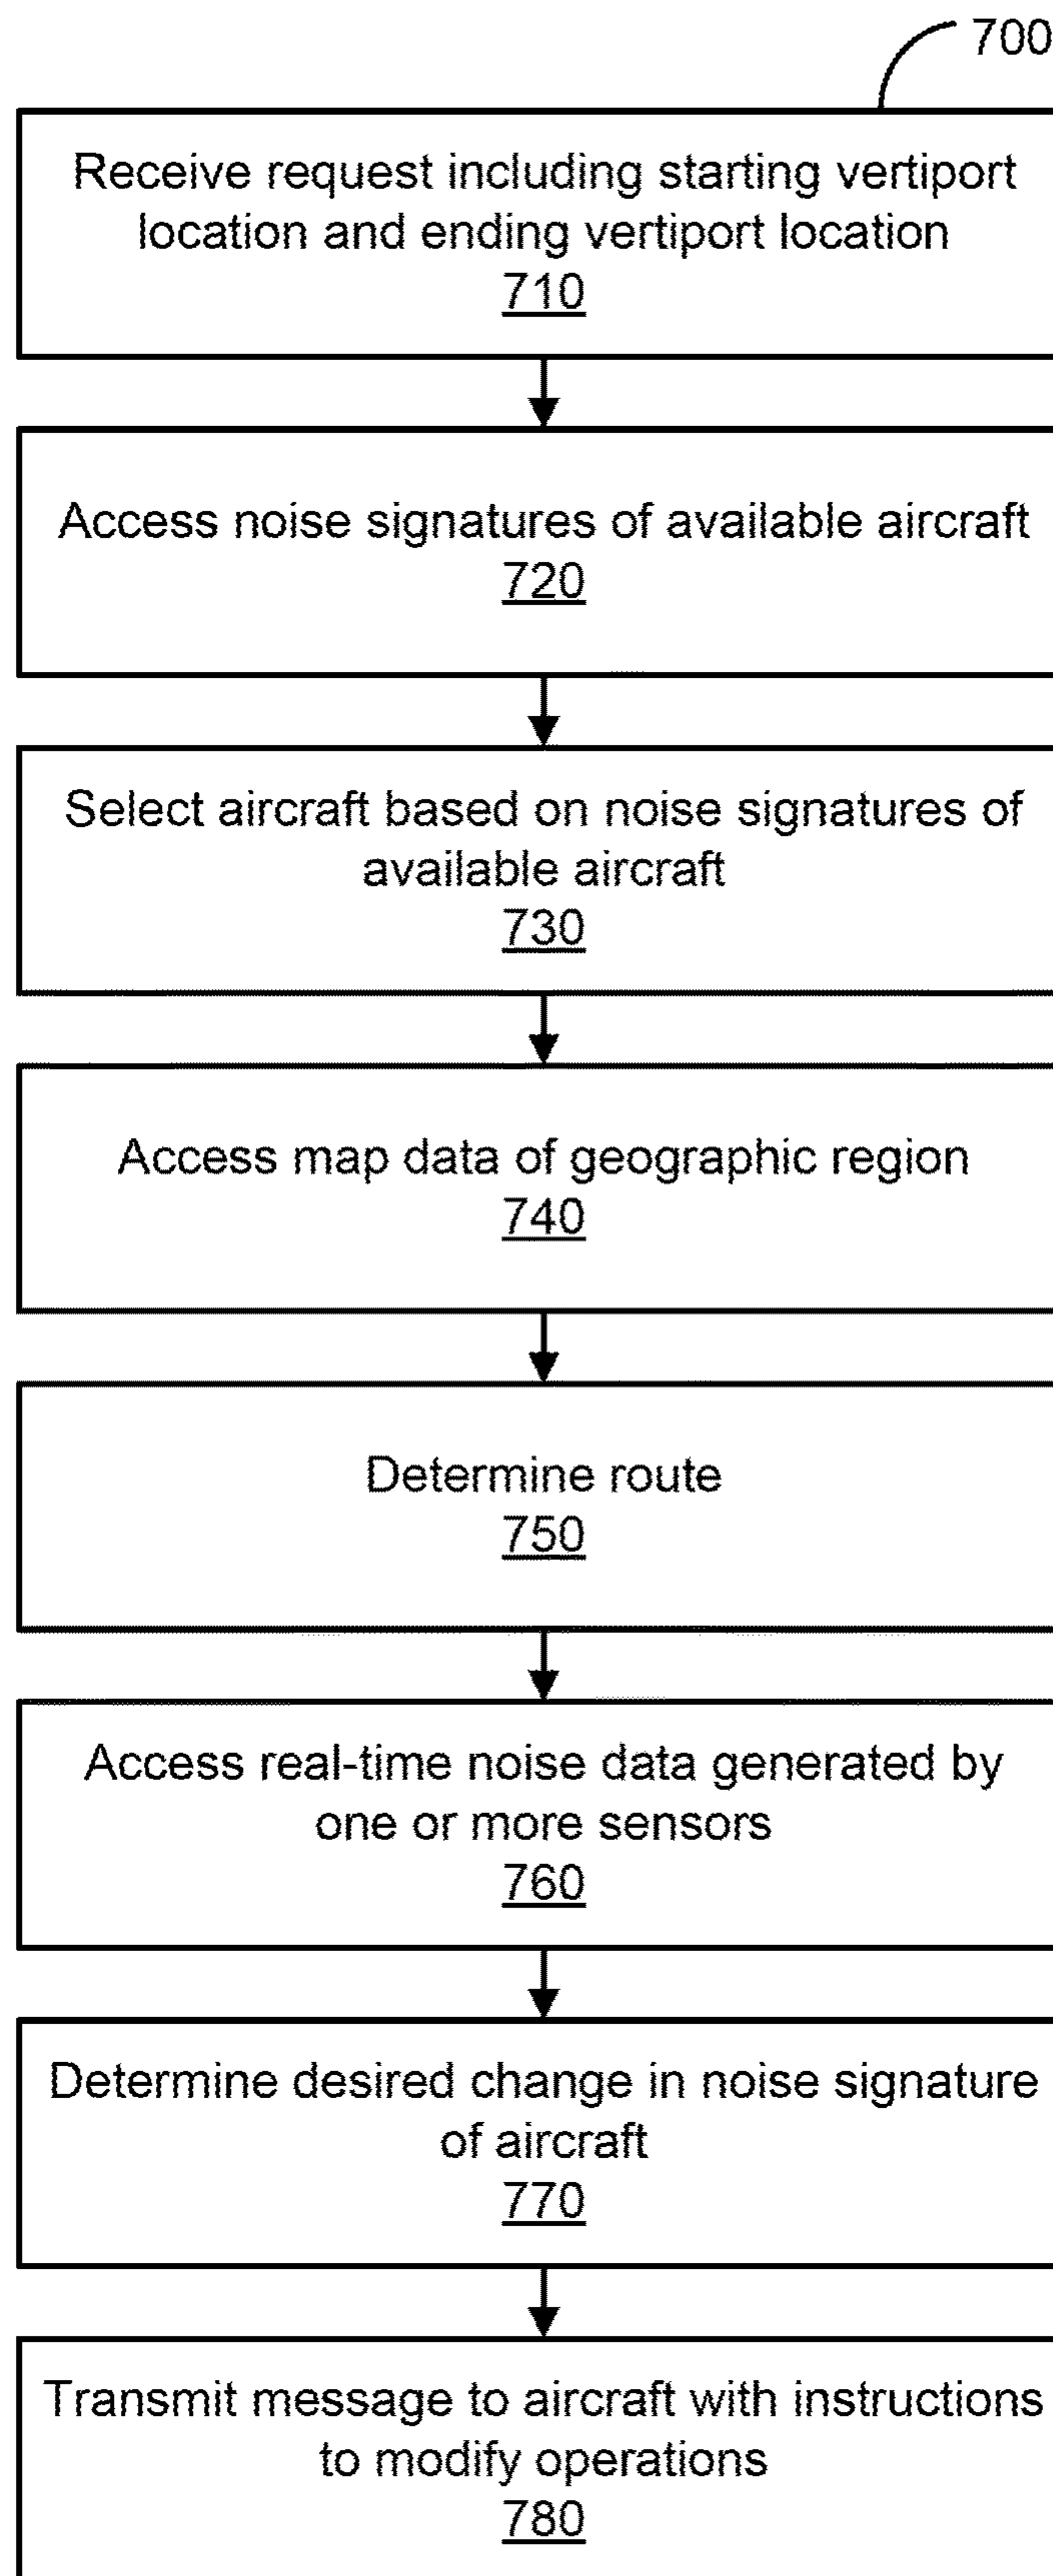 700
Receive request including starting vertiport
location and ending vertiport location
710
Access noise signatures of available aircraft
720
Select aircraft based on noise signatures of
available aircraft
730
Access map data of geographic region
740
Determine route
750
Access real-time noise data generated by
one or more sensors
760
Determine desired change in noise signature
of aircraft
770
Transmit message to aircraft with instructions
to modify operations
780